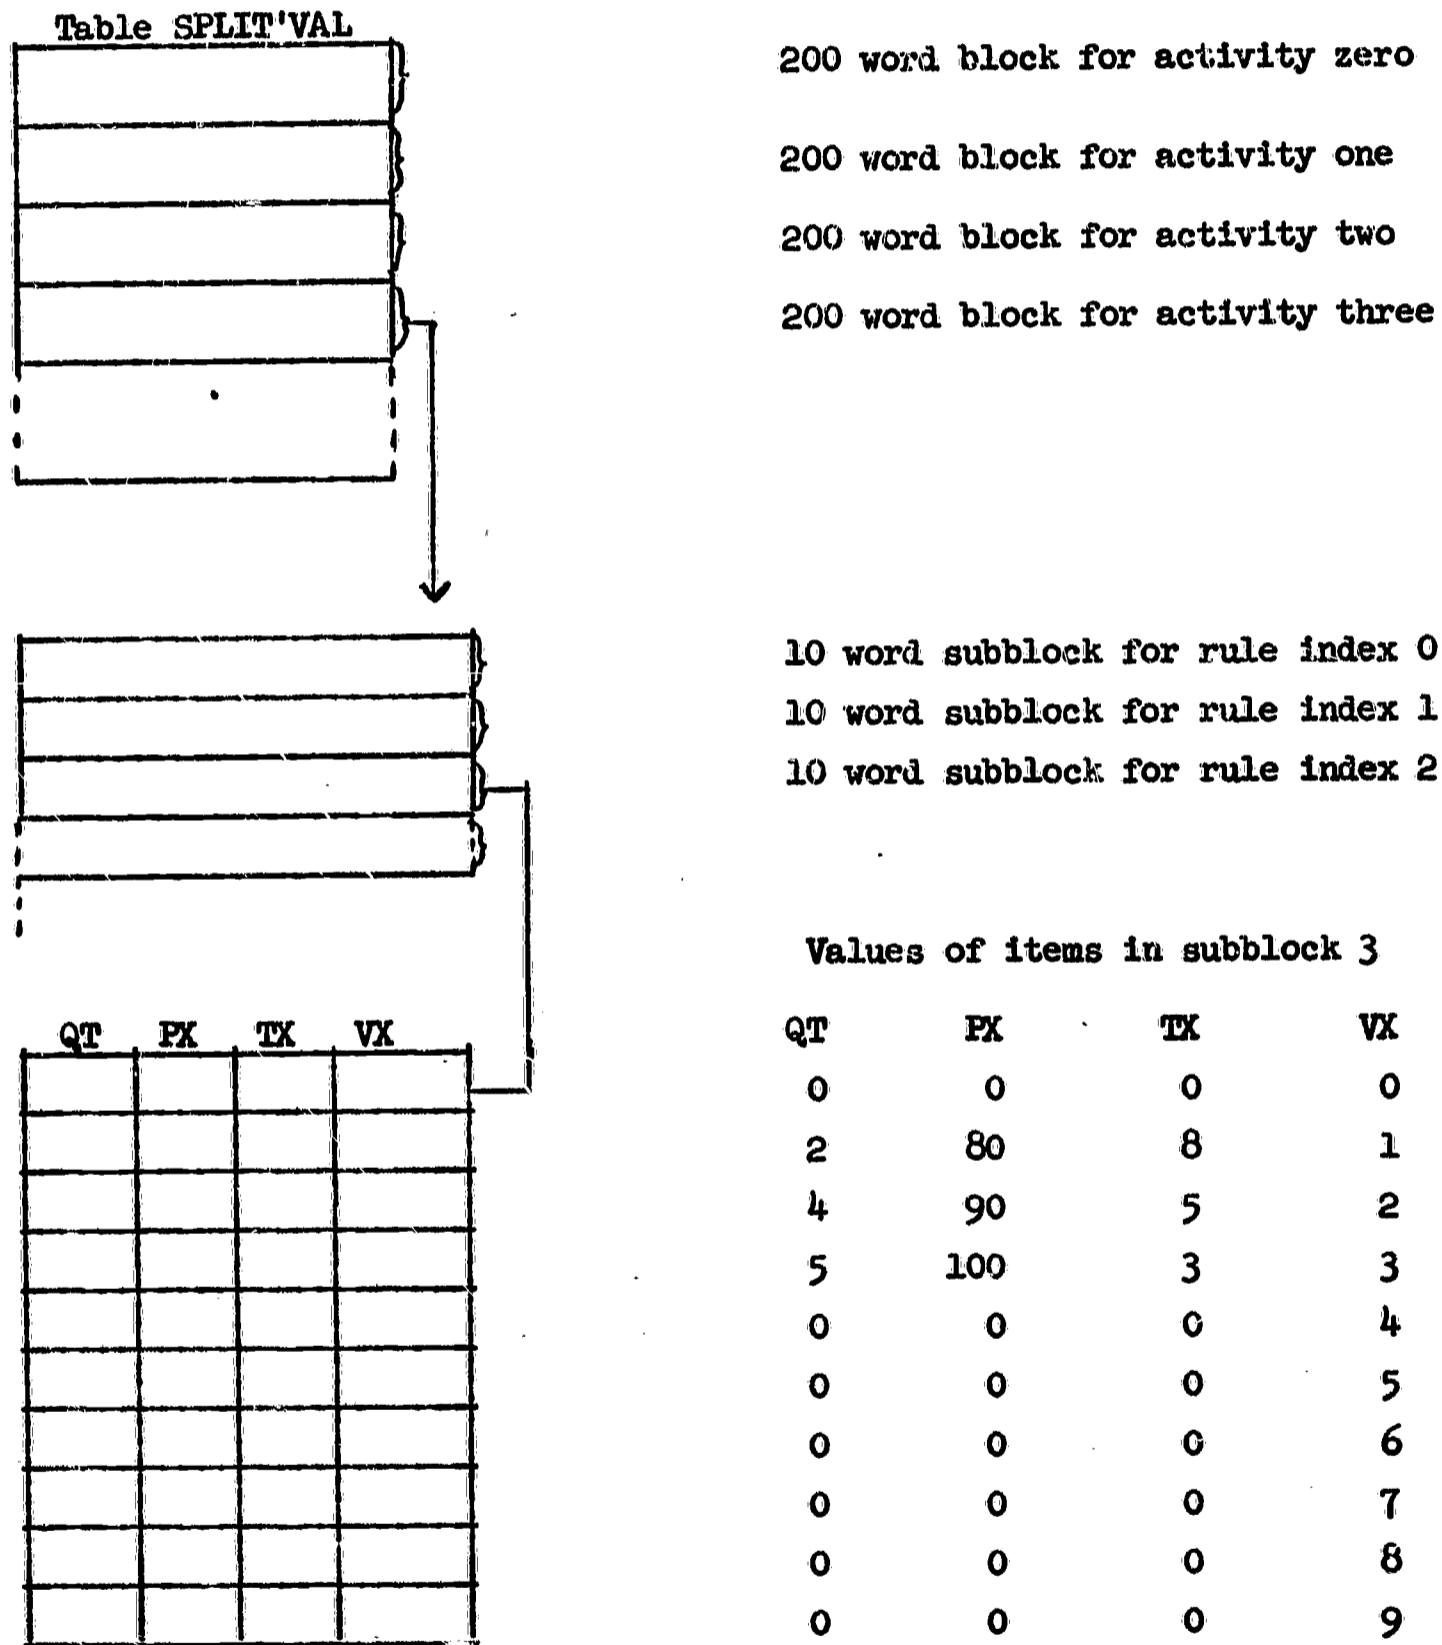 Table SPLIT'VAL
200 word block for activity zero
200 word block for activity one
200 word block for activity two
200 word block for activity three
10 word subblock for rule index 0
10 word subblock for rule index 1
10 word subblock for rule index 2
Values of items in subblock 3
QT PX TX VX
QT PX TX VX
0 0 0 0
2 80 8 1
4 90 5 2
5 100 3 3
0 0 0 4
0 0 0 5
0 0 0 6
0 0 0 7
0 0 0 8
0 0 0 9